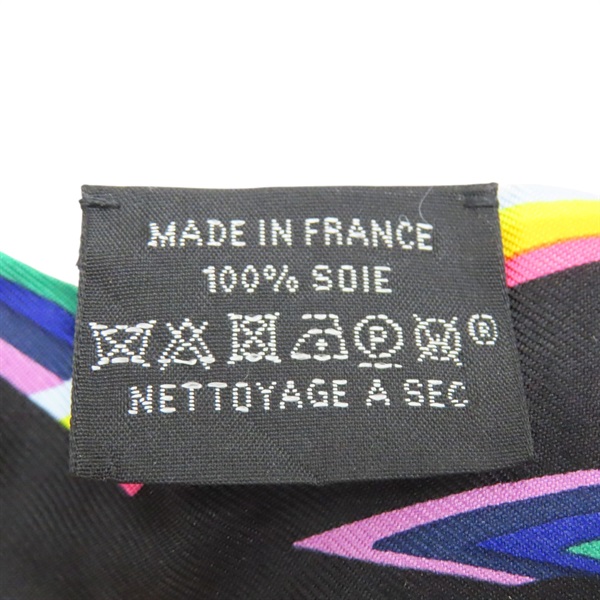 MADE IN FRANCE
100% SOIE
P ®
NETTOYAGE A SEC